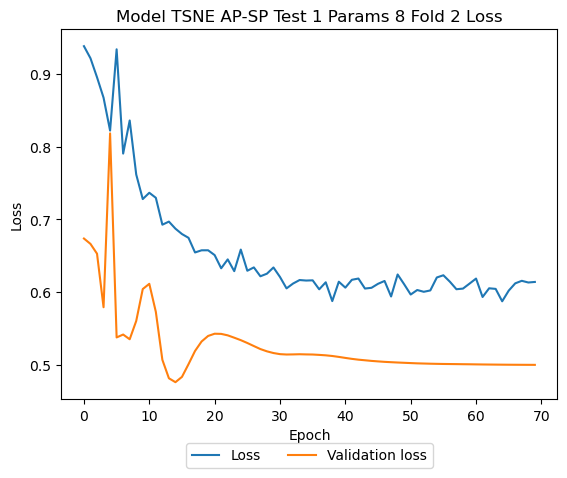 Model TSNE AP-SP Test 1 Params 8 Fold 2 Loss
Loss
0.9
0.8
0.7
0.6
0.5
0 10 20 30 40 50 60 70
Epoch
Loss Validation loss